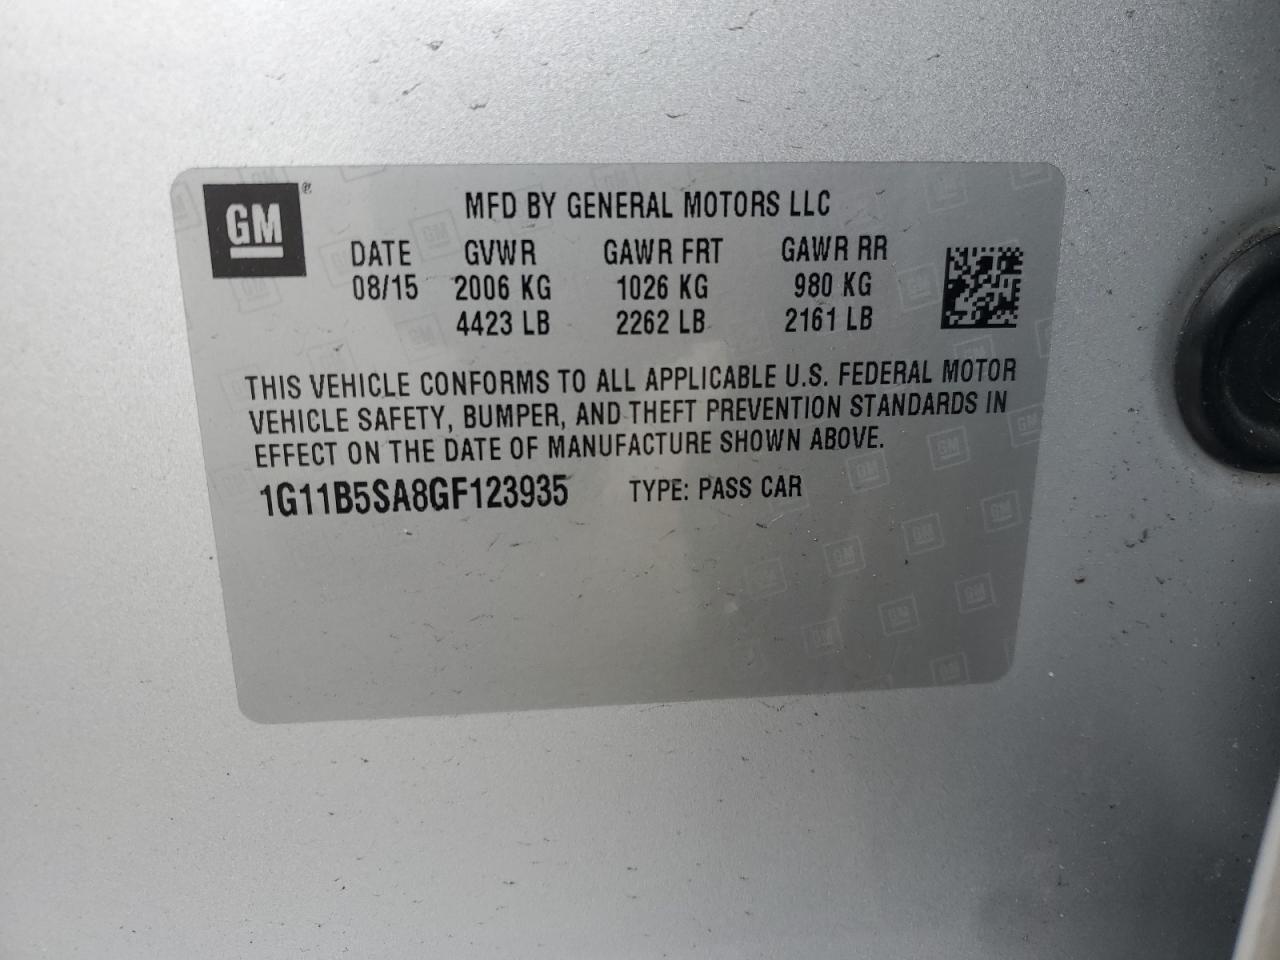 GM ®
MFD BY GENERAL MOTORS LLC
DATE GVWR GAWR FRT GAWR RR
08/15 2006 KG 1026 KG 980 KG
4423 LB 2262 LB 2161 LB
THIS VEHICLE CONFORMS TO ALL APPLICABLE U.S. FEDERAL MOTOR
VEHICLE SAFETY, BUMPER, AND THEFT PREVENTION STANDARDS IN
EFFECT ON THE DATE OF MANUFACTURE SHOWN ABOVE.
1G11B5SA8GF123935 TYPE: PASS CAR